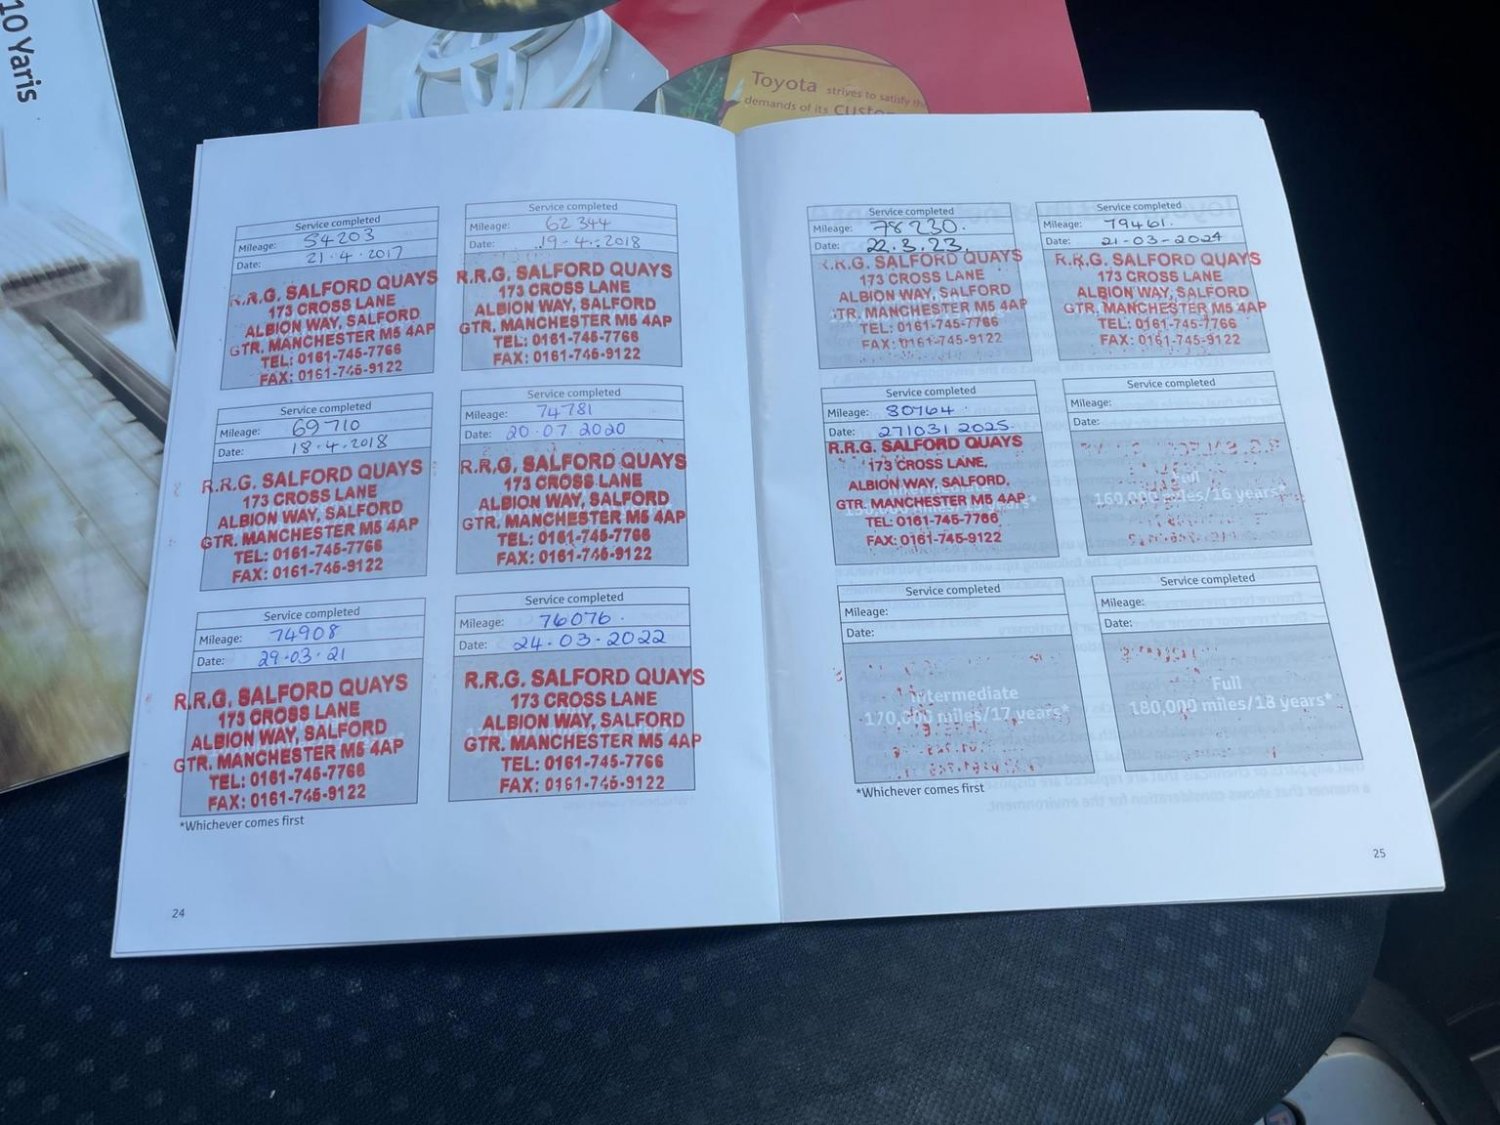 10 Yaris
Toyota strives to satisfy th
demands of its custom
Service completed
Mileage: 54203
Date: 21·4·2017
R.R.G. SALFORD QUAYS
173 CROSS LANE
ALBION WAY, SALFORD
GTR. MANCHESTER M5 4AP
TEL: 0161-745-7766
FAX: 0161-745-9122
Service completed
Mileage: 62344
Date: 19-4-2018
R.R.G. SALFORD QUAYS
173 CROSS LANE
ALBION WAY, SALFORD
GTR. MANCHESTER M5 4AP
TEL: 0161-745-7766
FAX: 0161-745-9122
Service completed
Mileage: 69710
Date: 18·4·2018
R.R.G. SALFORD QUAYS
173 CROSS LANE
ALBION WAY, SALFORD
GTR. MANCHESTER M5 4AP
TEL: 0161-745-7766
FAX: 0161-745-9122
Service completed
Mileage: 74781
Date: 20·07·2020
R.R.G. SALFORD QUAYS
173 CROSS LANE
ALBION WAY, SALFORD
GTR. MANCHESTER M5 4AP
TEL: 0161-745-7766
FAX: 0161-745-9122
Service completed
Mileage: 74908
Date: 29·03·21
R.R.G. SALFORD QUAYS
173 CROSS LANE
ALBION WAY, SALFORD
GTR. MANCHESTER M5 4AP
TEL: 0161-745-7766
FAX: 0161-745-9122
Service completed
Mileage: 76076
Date: 24·03·2022
R.R.G. SALFORD QUAYS
173 CROSS LANE
ALBION WAY, SALFORD
GTR. MANCHESTER M5 4AP
TEL: 0161-745-7766
FAX: 0161-745-9122
*Whichever comes first
24
Service completed
Mileage: 78230.
Date: 22.3.23.
R.R.G. SALFORD QUAYS
173 CROSS LANE
ALBION WAY, SALFORD
GTR. MANCHESTER M5 4AP
TEL: 0161-745-7766
FAX: 0161-745-9122
Service completed
Mileage: 79461.
Date: 21-03-2024
R.R.G. SALFORD QUAYS
173 CROSS LANE
ALBION WAY, SALFORD
GTR. MANCHESTER M5 4AP
TEL: 0161-745-7766
FAX: 0161-745-9122
Service completed
Mileage: 80764
Date: 271031 2025.
R.R.G. SALFORD QUAYS
173 CROSS LANE,
ALBION WAY, SALFORD,
GTR. MANCHESTER M5 4AP
TEL: 0161-745-7766
FAX: 0161-745-9122
Service completed
Mileage:
Date:
Full
160,000 miles/16 years*
Service completed
Mileage:
Date:
Intermediate
170,000 miles/17 years*
Service completed
Mileage:
Date:
Full
180,000 miles/18 years*
*Whichever comes first
25